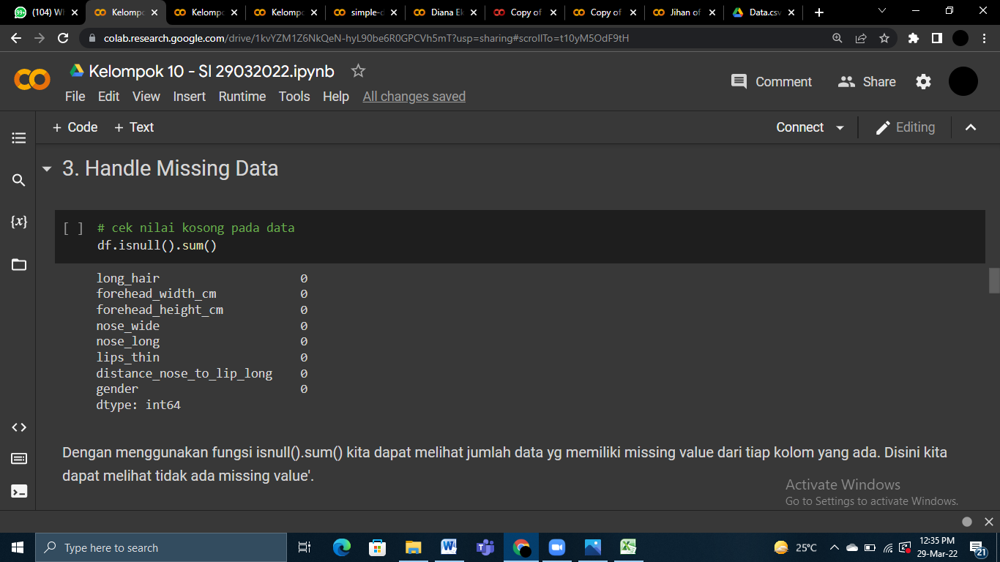 (104) W
Kelompo
Kelompo
Kelompo
simple-d
Diana Ek
Copy of
Copy of
Jihan of
Data.csv
colab.research.google.com/drive/1kvYZM1Z6NkQeN-hyL90be6R0GPCVh5mT?usp=sharing#scrollTo=t10yM5OdF9tH
Kelompok 10 - SI 29032022.ipynb
Comment
Share
File Edit View Insert Runtime Tools Help All changes saved
+ Code + Text
Connect
Editing
3. Handle Missing Data
[ ] # cek nilai kosong pada data
df.isnull().sum()
long_hair 0
forehead_width_cm 0
forehead_height_cm 0
nose_wide 0
nose_long 0
lips_thin 0
distance_nose_to_lip_long 0
gender 0
dtype: int64
Dengan menggunakan fungsi isnull().sum() kita dapat melihat jumlah data yg memiliki missing value dari tiap kolom yang ada. Disini kita
dapat melihat tidak ada missing value'.
Activate Windows
Go to Settings to activate Windows.
Type here to search
25°C
12:35 PM
29-Mar-22
21